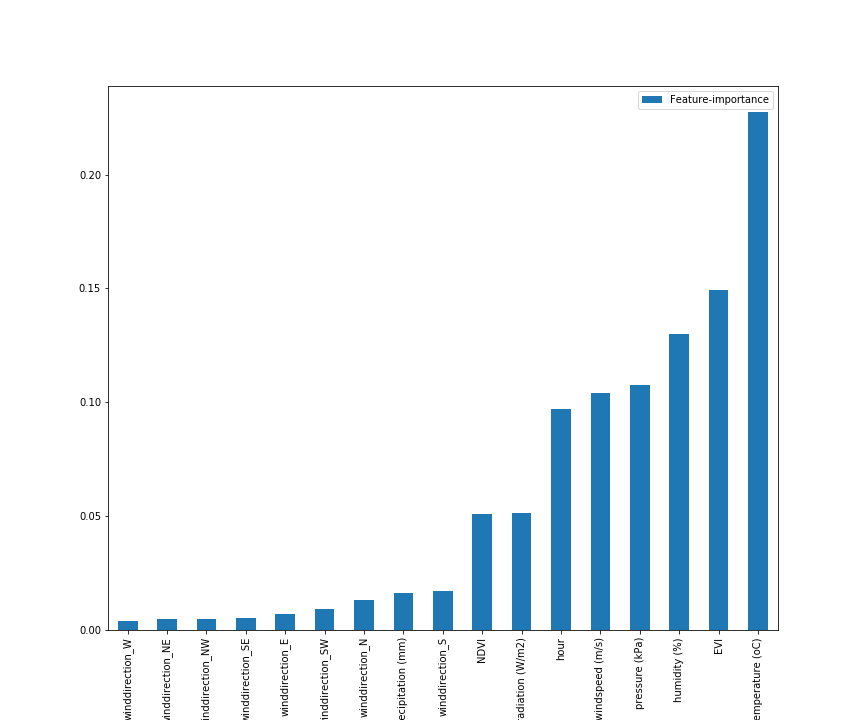 Feature-importance
0.20
0.15
0.10
0.05
0.00
winddirection_W
winddirection_NE
inddirection_NW
winddirection_SE
winddirection_E
inddirection_SW
winddirection_N
ecipitation (mm)
winddirection_S
NDVI
radiation (W/m2)
hour
windspeed (m/s)
pressure (kPa)
humidity (%)
EVI
emperature (oC)